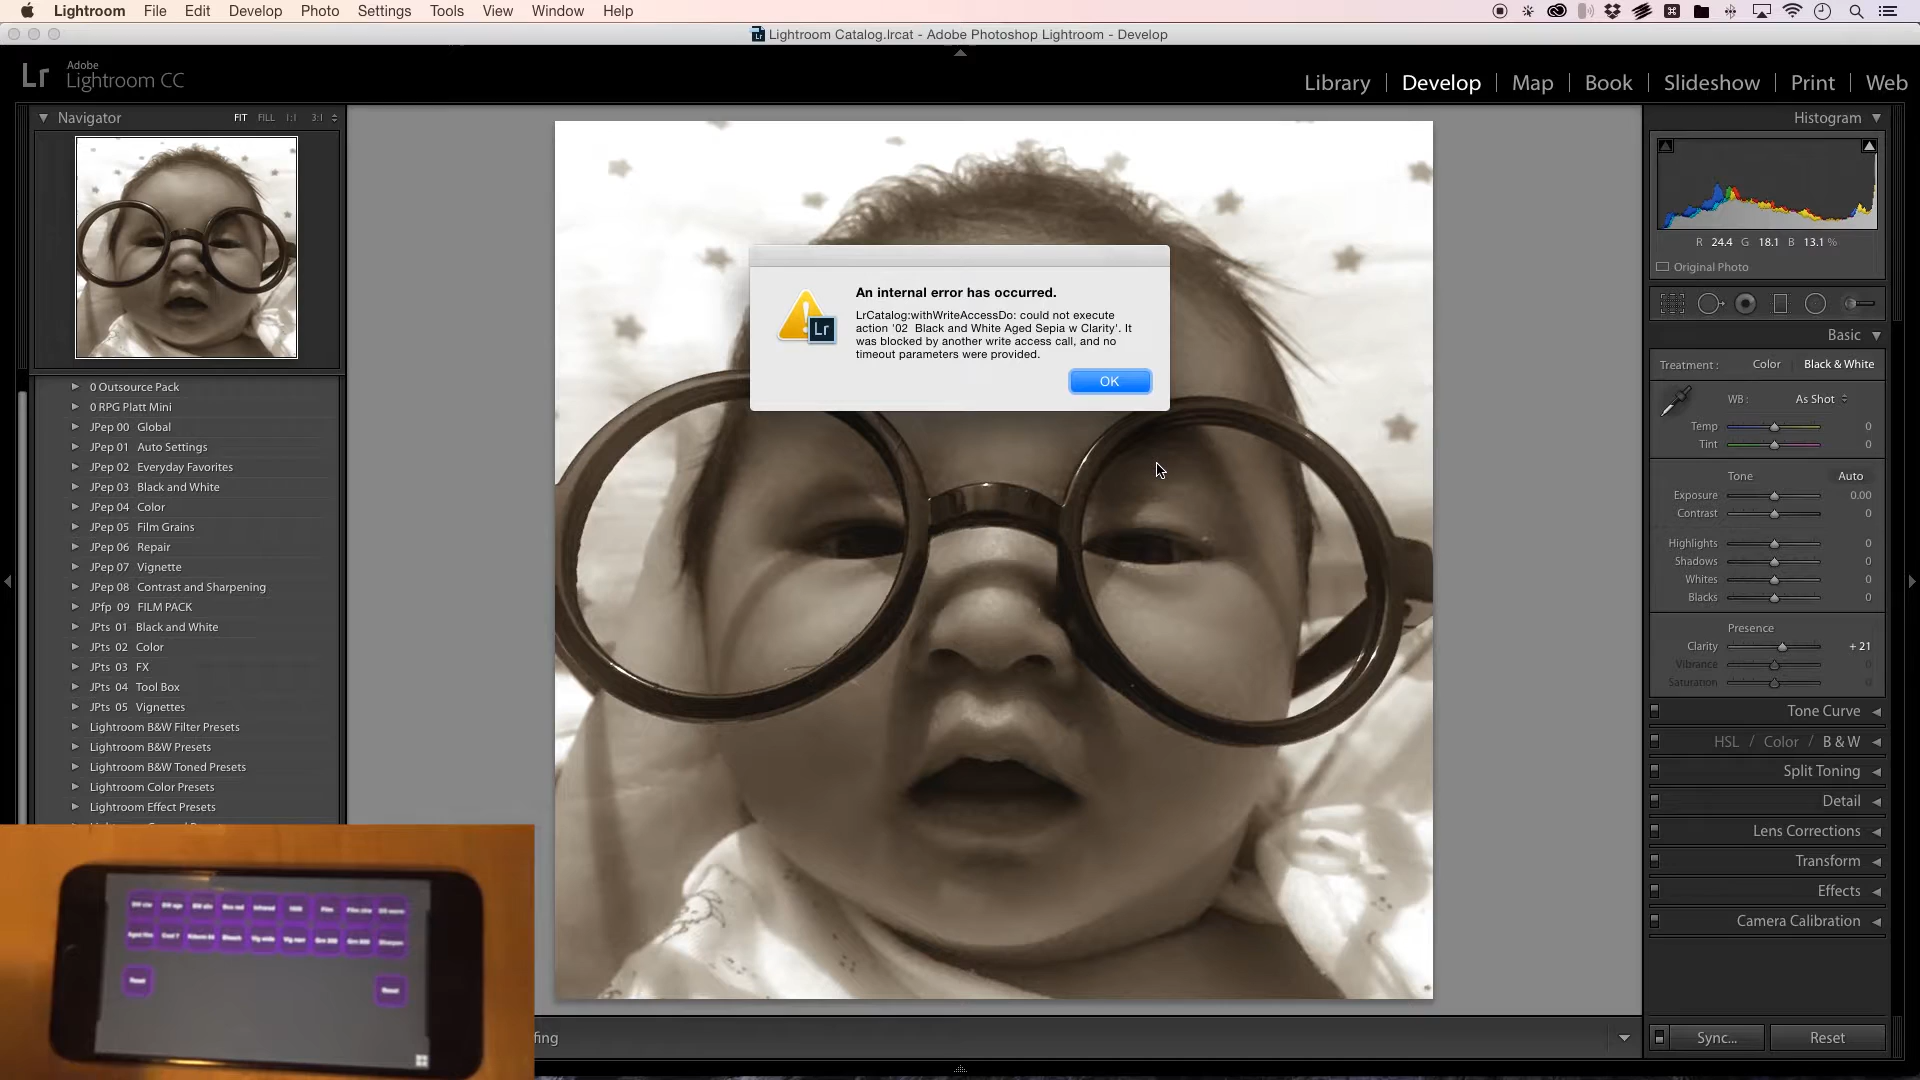 Lightroom File Edit Develop Photo Settings Tools View Window Help
Lightroom Catalog.lrcat - Adobe Photoshop Lightroom - Develop
Lr Adobe
Lightroom CC
Library Develop Map Book Slideshow Print Web
Navigator FIT FILL 1:1 3:1
0 Outsource Pack
0 RPG Platt Mini
JPep 00 Global
JPep 01 Auto Settings
JPep 02 Everyday Favorites
JPep 03 Black and White
JPep 04 Color
JPep 05 Film Grains
JPep 06 Repair
JPep 07 Vignette
JPep 08 Contrast and Sharpening
JPfp 09 FILM PACK
JPts 01 Black and White
JPts 02 Color
JPts 03 FX
JPts 04 Tool Box
JPts 05 Vignettes
Lightroom B&W Filter Presets
Lightroom B&W Presets
Lightroom B&W Toned Presets
Lightroom Color Presets
Lightroom Effect Presets
An internal error has occurred.
LrCatalog:withWriteAccessDo: could not execute
action '02 Black and White Aged Sepia w Clarity'. It
was blocked by another write access call, and no
timeout parameters were provided.
Lr
OK
Histogram
R 24.4 G 18.1 B 13.1 %
Original Photo
Basic
Treatment : Color Black & White
WB : As Shot
Temp 0
Tint 0
Tone Auto
Exposure 0.00
Contrast 0
Highlights 0
Shadows 0
Whites 0
Blacks 0
Presence
Clarity + 21
Vibrance 0
Saturation 0
Tone Curve
HSL / Color / B & W
Split Toning
Detail
Lens Corrections
Transform
Effects
Camera Calibration
Sync... Reset
fing
Film
Reset Reset